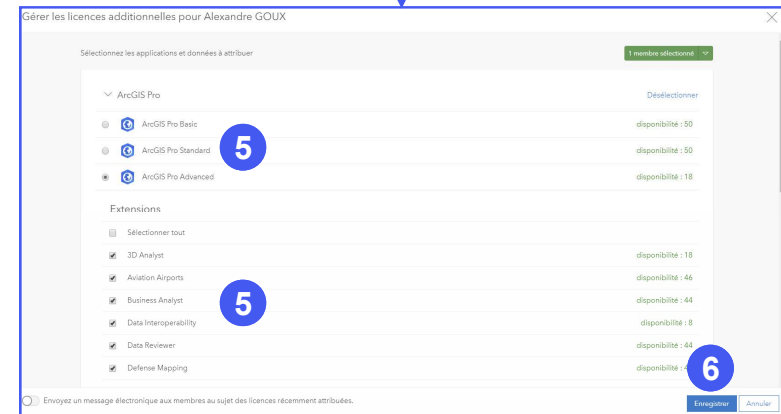 Gérer les licences additionnelles pour Alexandre GOUX
Sélectionnez les applications et données à attribuer
1 membre sélectionné
ArcGIS Pro
Désélectionner
ArcGIS Pro Basic
disponibilité : 50
ArcGIS Pro Standard
disponibilité : 50
5
ArcGIS Pro Advanced
disponibilité : 18
Extensions
Sélectionner tout
3D Analyst
disponibilité : 18
Aviation Airports
disponibilité : 46
Business Analyst
disponibilité : 44
5
Data Interoperability
disponibilité : 8
Data Reviewer
disponibilité : 44
Defense Mapping
disponibilité :
6
Envoyez un message électronique aux membres au sujet des licences récemment attribuées.
Enregistrer
Annuler